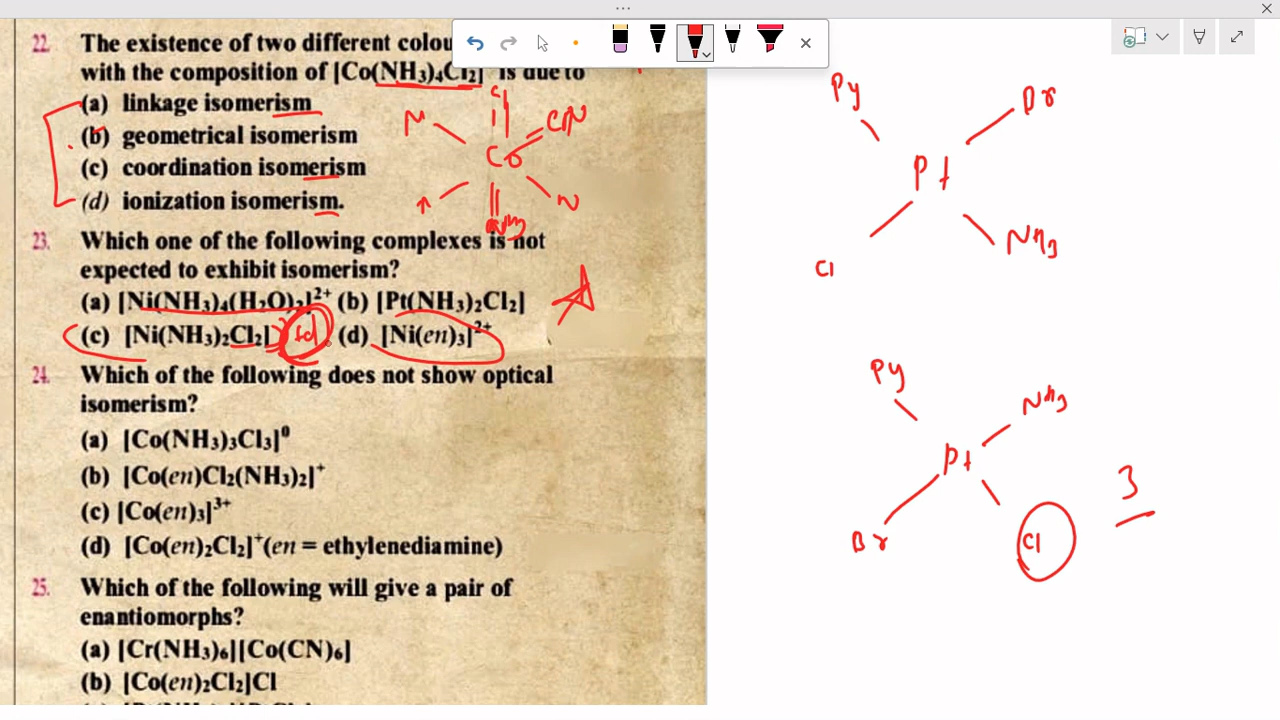 22. The existence of two different colou
with the composition of [Co(NH₃)₄Cl₂] is due to
(a) linkage isomerism
(b) geometrical isomerism
(c) coordination isomerism
(d) ionization isomerism.
23. Which one of the following complexes is not
expected to exhibit isomerism?
(a) [Ni(NH₃)₄(H₂O)₂]²⁺ (b) [Pt(NH₃)₂Cl₂]
(c) [Ni(NH₃)₂Cl₂] (d) [Ni(en)₃]²⁺
24. Which of the following does not show optical
isomerism?
(a) [Co(NH₃)₃Cl₃]⁰
(b) [Co(en)Cl₂(NH₃)₂]⁺
(c) [Co(en)₃]³⁺
(d) [Co(en)₂Cl₂]⁺(en = ethylenediamine)
25. Which of the following will give a pair of
enantiomorphs?
(a) [Cr(NH₃)₆][Co(CN)₆]
(b) [Co(en)₂Cl₂]Cl
Co
N
NH₃
Py
Br
Pt
Cl
NH₃
Py
NH₃
Pt
Br
Cl
3